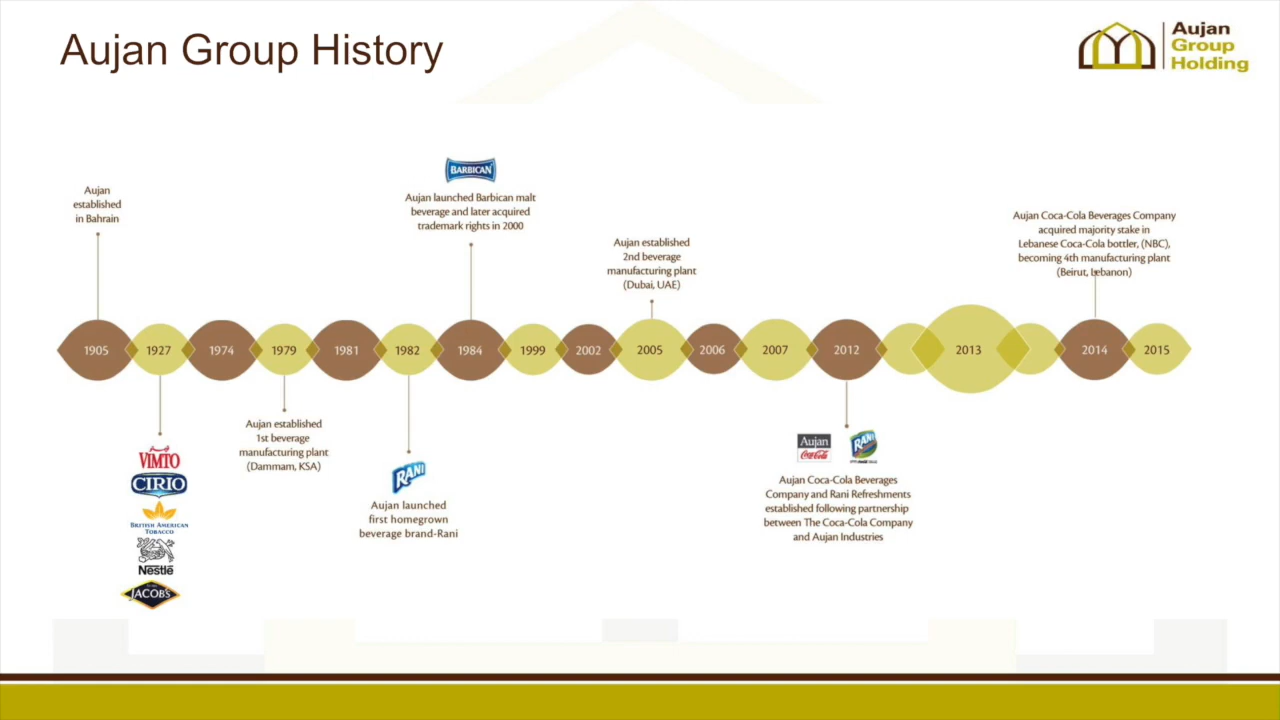 Aujan Group History
Aujan
Group
Holding
BARBICAN
Aujan
established
in Bahrain
Aujan launched Barbican malt
beverage and later acquired
trademark rights in 2000
Aujan established
2nd beverage
manufacturing plant
(Dubai, UAE)
Aujan Coca-Cola Beverages Company
acquired majority stake in
Lebanese Coca-Cola bottler, (NBC),
becoming 4th manufacturing plant
(Beirut, Lebanon)
1905 1927 1974 1979 1981 1982 1984 1999 2002 2005 2006 2007 2012 2013 2014 2015
VIMTO
CIRIO
BRITISH AMERICAN
TOBACCO
Nestlé
JACOB'S
Aujan established
1st beverage
manufacturing plant
(Dammam, KSA)
RANI
Aujan launched
first homegrown
beverage brand-Rani
Aujan
Coca-Cola
RANI
Aujan Coca-Cola Beverages
Company and Rani Refreshments
established following partnership
between The Coca-Cola Company
and Aujan Industries